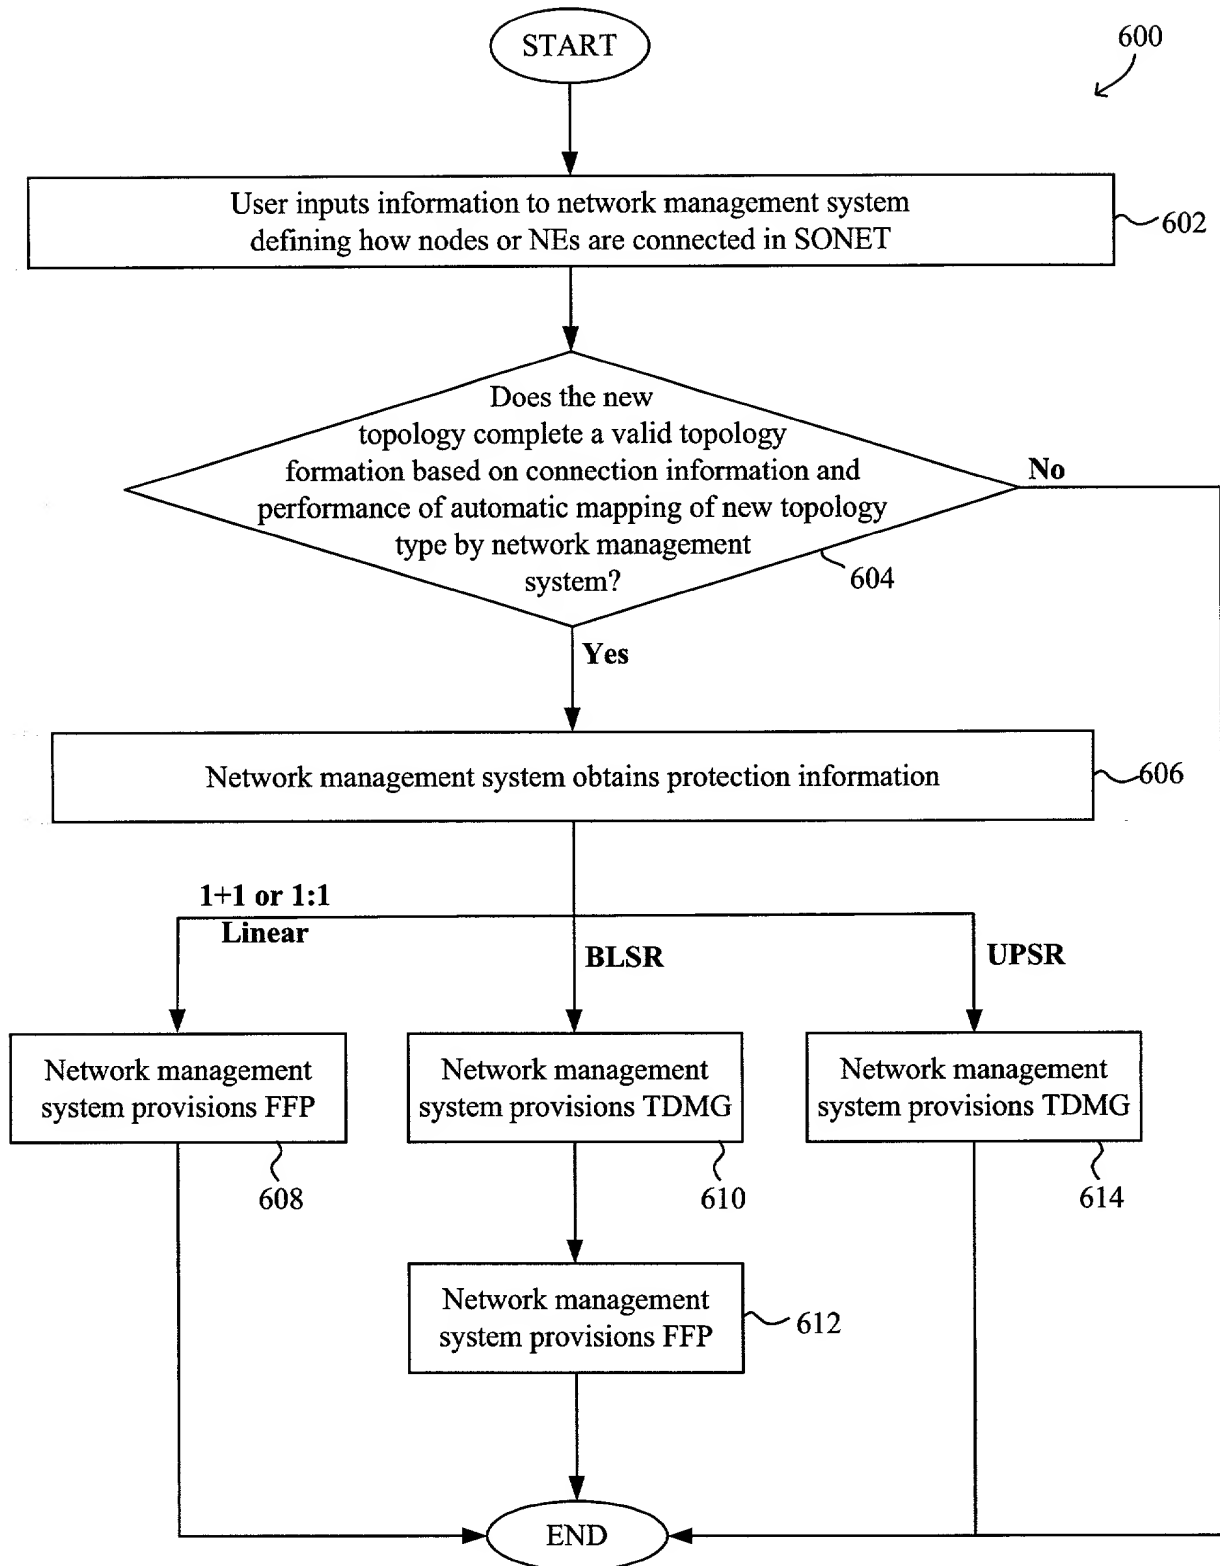 START
600
User inputs information to network management system
defining how nodes or NEs are connected in SONET
602
Does the new
topology complete a valid topology
formation based on connection information and
performance of automatic mapping of new topology
type by network management
system?
No
604
Yes
Network management system obtains protection information
606
1+1 or 1:1
Linear
BLSR
UPSR
Network management
system provisions FFP
608
Network management
system provisions TDMG
610
Network management
system provisions TDMG
614
Network management
system provisions FFP
612
END